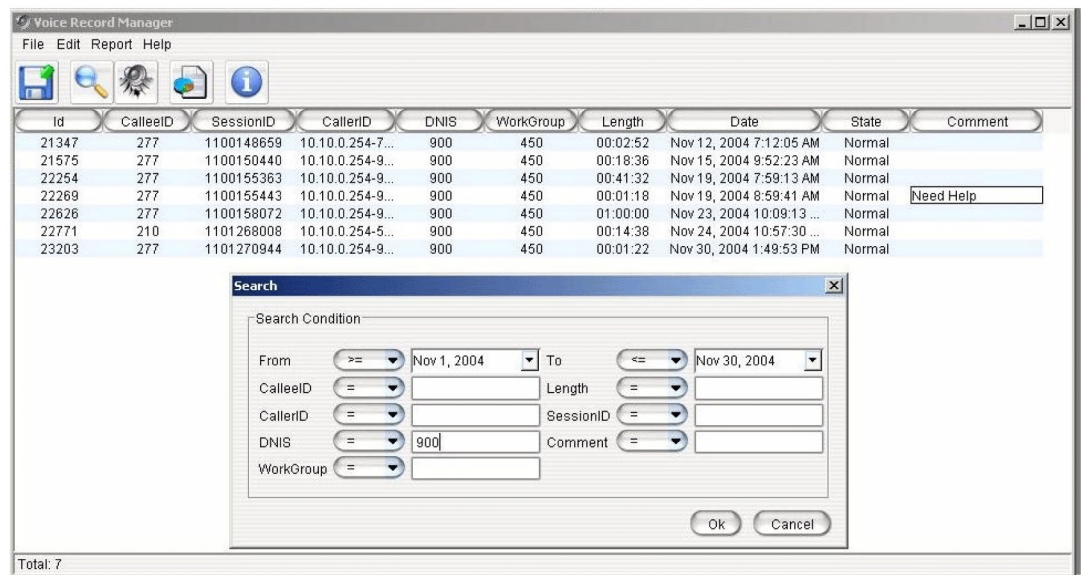 Voice Record Manager
File Edit Report Help
Id CalleeID SessionID CallerID DNIS WorkGroup Length Date State Comment
21347 277 1100148659 10.10.0.254-7... 900 450 00:02:52 Nov 12, 2004 7:12:05 AM Normal
21575 277 1100150440 10.10.0.254-9... 900 450 00:18:36 Nov 15, 2004 9:52:23 AM Normal
22254 277 1100155363 10.10.0.254-9... 900 450 00:41:32 Nov 19, 2004 7:59:13 AM Normal
22269 277 1100155443 10.10.0.254-9... 900 450 00:01:18 Nov 19, 2004 8:59:41 AM Normal Need Help
22626 277 1100158072 10.10.0.254-9... 900 450 01:00:00 Nov 23, 2004 10:09:13 ... Normal
22771 210 1101268008 10.10.0.254-5... 900 450 00:14:38 Nov 24, 2004 10:57:30 ... Normal
23203 277 1101270944 10.10.0.254-9... 900 450 00:01:22 Nov 30, 2004 1:49:53 PM Normal
Search
Search Condition
From >= Nov 1, 2004 To <= Nov 30, 2004
CalleeID = Length =
CallerID = SessionID =
DNIS = 900 Comment =
WorkGroup =
Ok Cancel
Total: 7